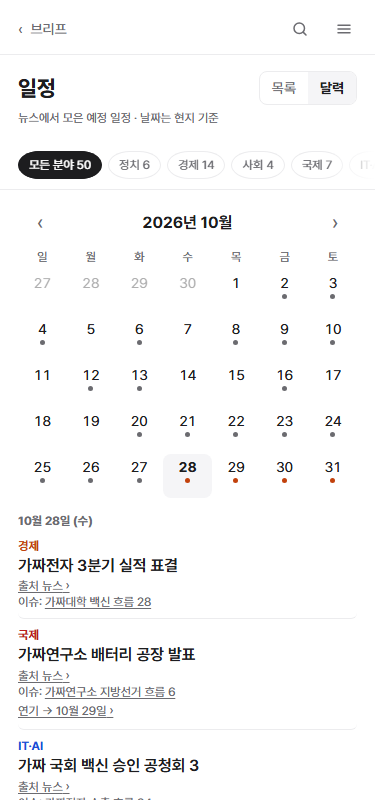 ‹ 브리프
일정
목록 달력
뉴스에서 모은 예정 일정 · 날짜는 현지 기준
모든 분야 50 정치 6 경제 14 사회 4 국제 7 IT·
‹ 2026년 10월 ›
일 월 화 수 목 금 토
27 28 29 30 1 2 3
4 5 6 7 8 9 10
11 12 13 14 15 16 17
18 19 20 21 22 23 24
25 26 27 28 29 30 31
10월 28일 (수)
경제
가짜전자 3분기 실적 표결
출처 뉴스 ›
이슈: 가짜대학 백신 흐름 28
국제
가짜연구소 배터리 공장 발표
출처 뉴스 ›
이슈: 가짜연구소 지방선거 흐름 6
연기 → 10월 29일 ›
IT·AI
가짜 국회 백신 승인 공청회 3
출처 뉴스 ›